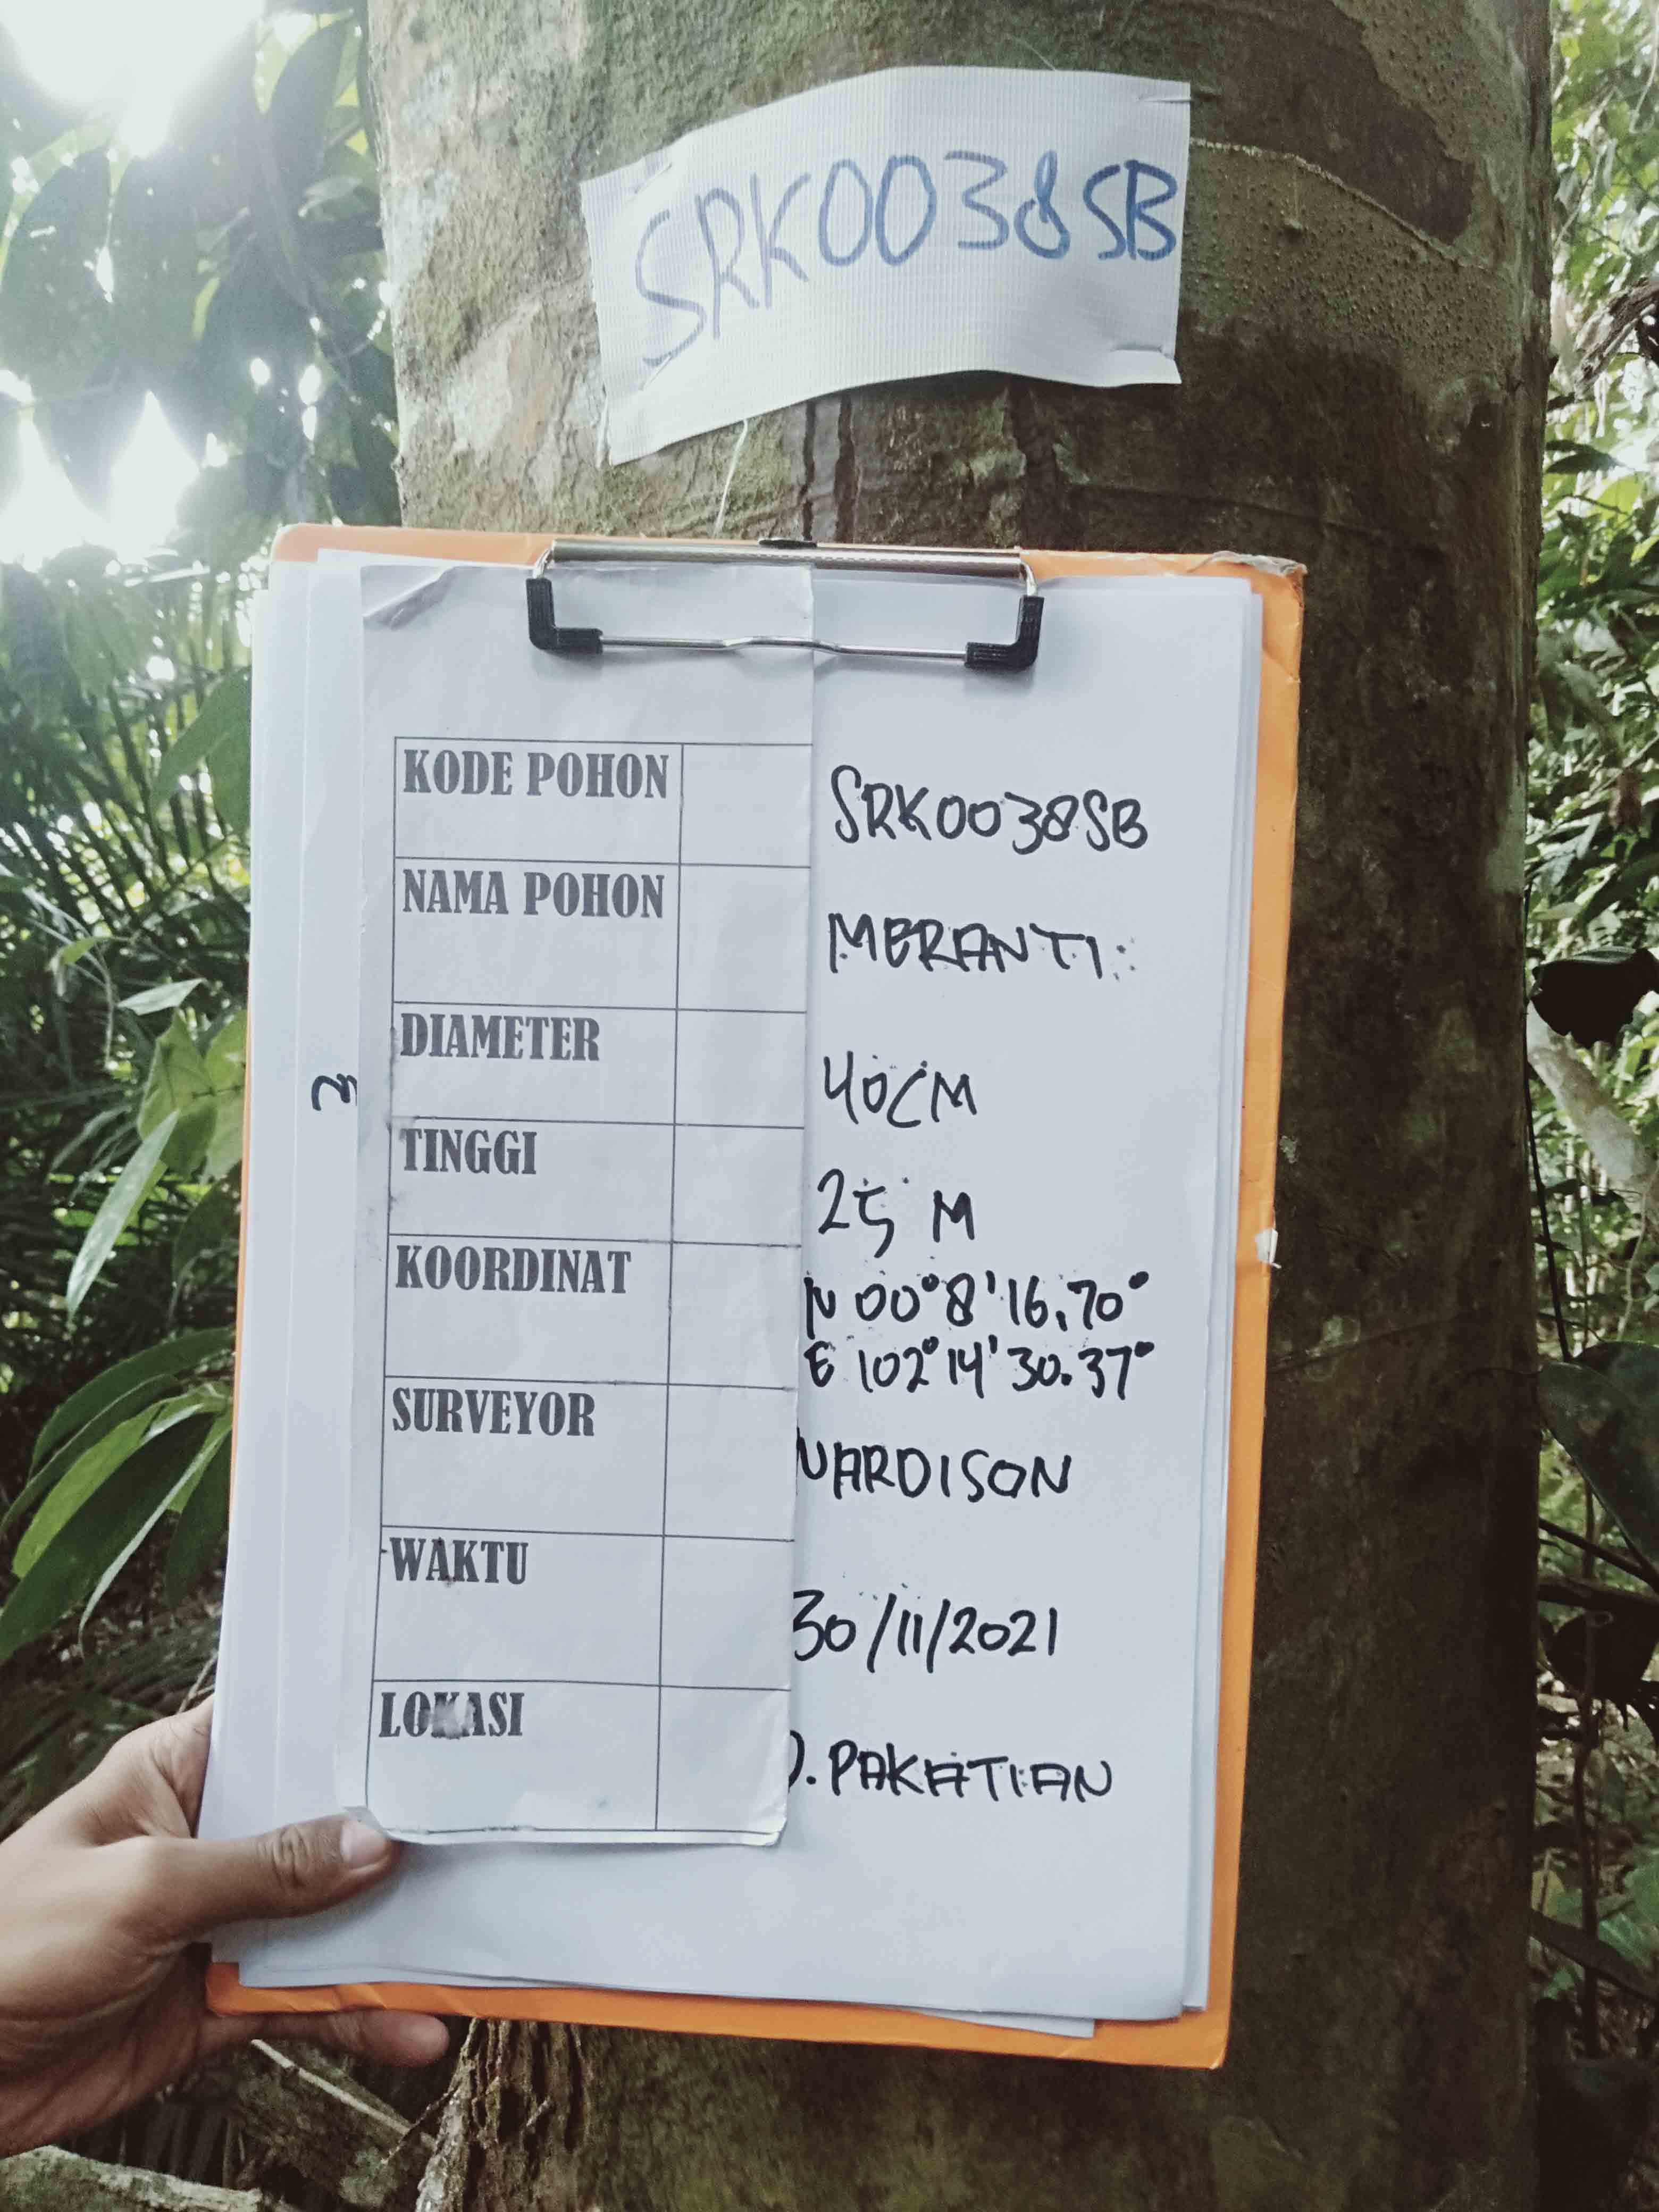 SRK0038SB
KODE POHON SRK0038SB
NAMA POHON MERANTI
DIAMETER 40CM
TINGGI 25 M
KOORDINAT N 00°8'16,70°
E 102°14'30.37°
SURVEYOR WARDISON
WAKTU 30/11/2021
LOKASI D. PAKATIAN